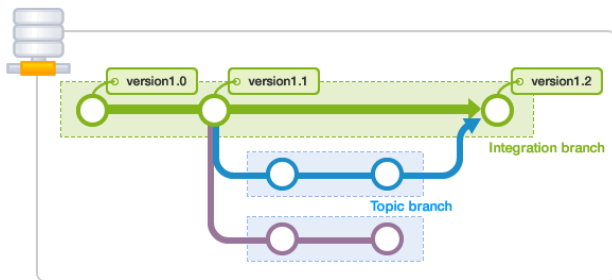 version1.0
version1.1
version1.2
Integration branch
Topic branch